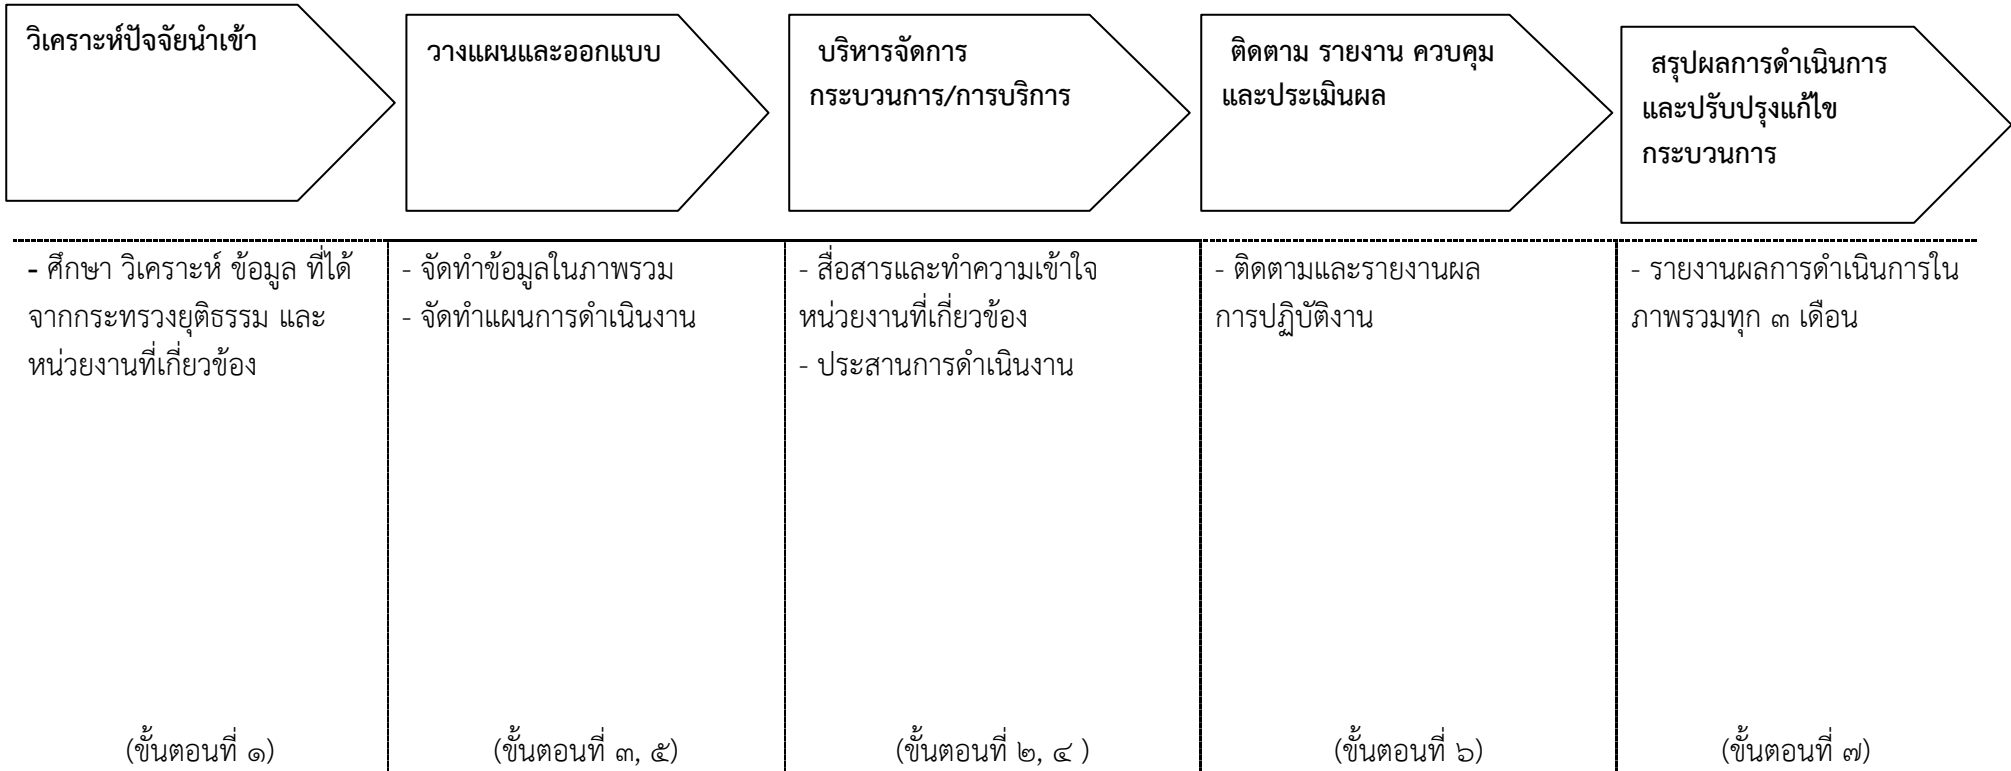 วิเคราะห์ปัจจัยนำเข้า
วางแผนและออกแบบ
บริหารจัดการ
กระบวนการ/การบริการ
ติดตาม รายงาน ควบคุม
และประเมินผล
สรุปผลการดำเนินการ
และปรับปรุงแก้ไข
กระบวนการ
- ศึกษา วิเคราะห์ ข้อมูล ที่ได้
จากกระทรวงยุติธรรม และ
หน่วยงานที่เกี่ยวข้อง
(ขั้นตอนที่ ๑)
- จัดทำข้อมูลในภาพรวม
- จัดทำแผนการดำเนินงาน
(ขั้นตอนที่ ๓, ๕)
- สื่อสารและทำความเข้าใจ
หน่วยงานที่เกี่ยวข้อง
- ประสานการดำเนินงาน
(ขั้นตอนที่ ๒, ๔ )
- ติดตามและรายงานผล
การปฏิบัติงาน
(ขั้นตอนที่ ๖)
- รายงานผลการดำเนินการใน
ภาพรวมทุก ๓ เดือน
(ขั้นตอนที่ ๗)